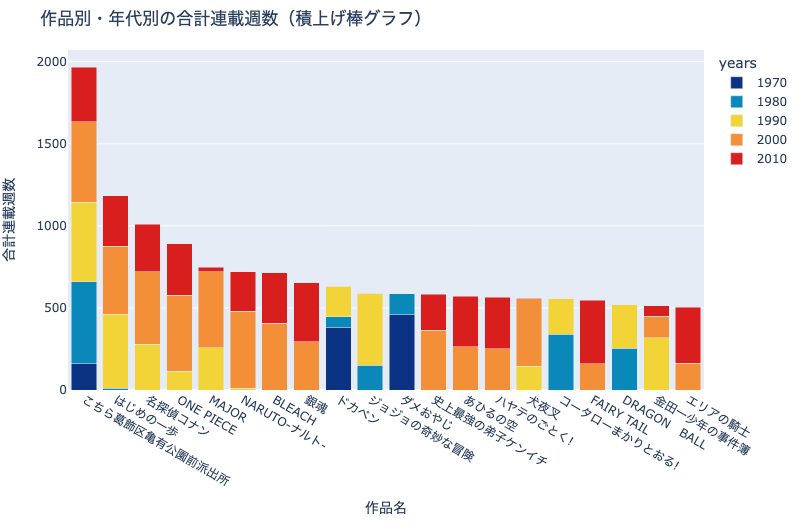 作品別・年代別の合計連載週数（積上げ棒グラフ）
years
1970
1980
1990
2000
2010
合計連載週数
2000
1500
1000
500
0
こちら葛飾区亀有公園前派出所
はじめの一歩
名探偵コナン
ONE PIECE
MAJOR
NARUTO-ナルト-
BLEACH
銀魂
ドカベン
ジョジョの奇妙な冒険
ダメおやじ
史上最強の弟子ケンイチ
あひるの空
ハヤテのごとく!
犬夜叉
コータローまかりとおる!
FAIRY TAIL
DRAGON　BALL
金田一少年の事件簿
エリアの騎士
作品名